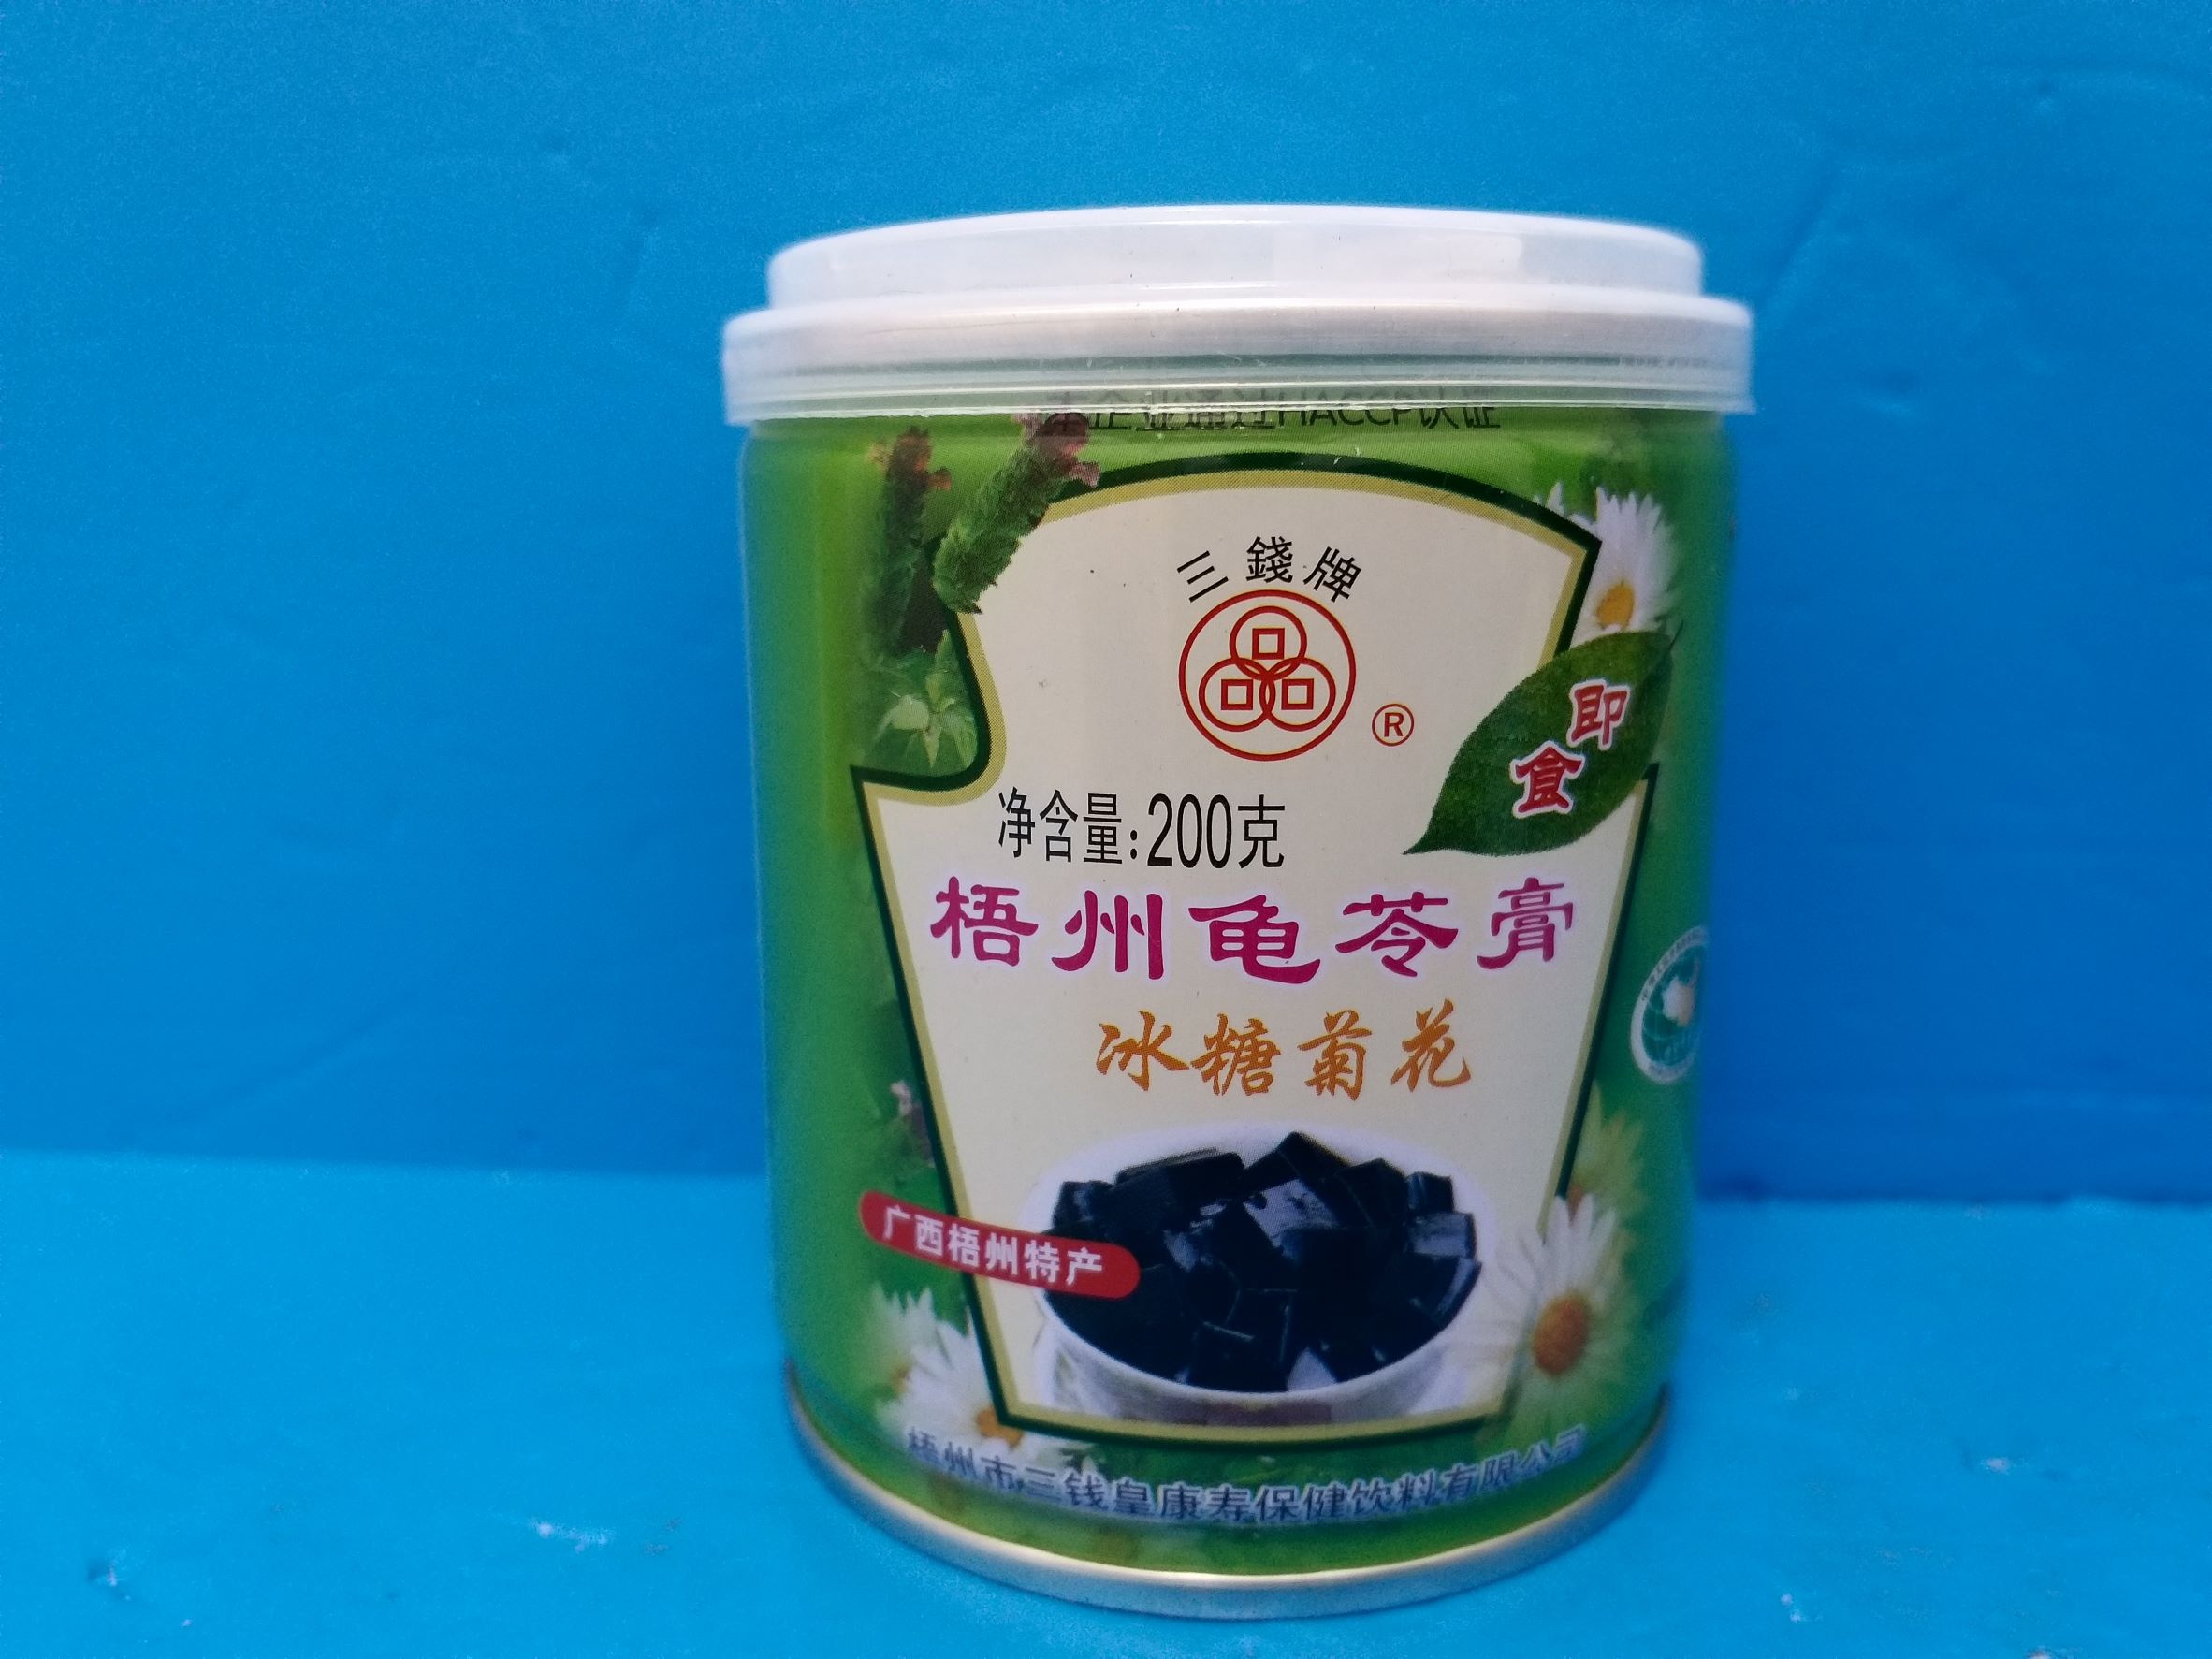 本企业通过HACCP认证
三錢牌
®
即
食
净含量:200克
梧州龟苓膏
冰糖菊花
广西梧州特产
梧州市三钱皇康寿保健饮料有限公司